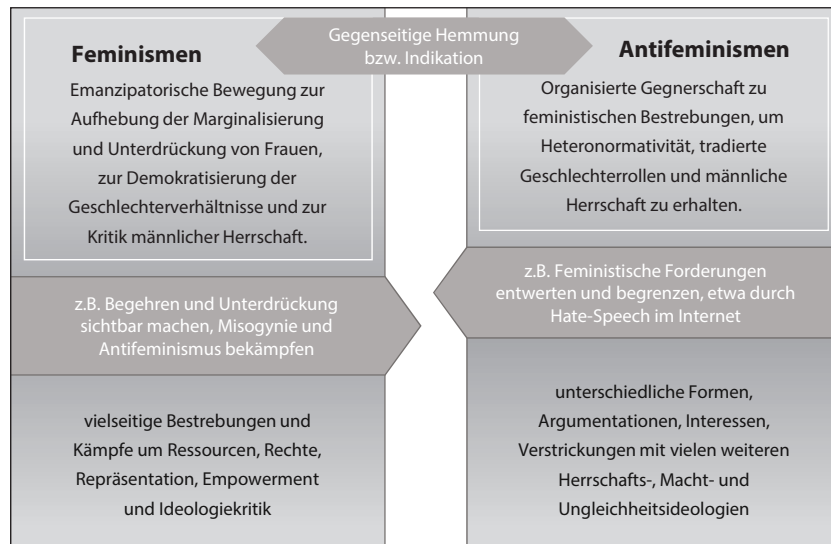 Gegenseitige Hemmung
bzw. Indikation
Feminismen
Emanzipatorische Bewegung zur
Aufhebung der Marginalisierung
und Unterdrückung von Frauen,
zur Demokratisierung der
Geschlechterverhältnisse und zur
Kritik männlicher Herrschaft.
z.B. Begehren und Unterdrückung
sichtbar machen, Misogynie und
Antifeminismus bekämpfen
vielseitige Bestrebungen und
Kämpfe um Ressourcen, Rechte,
Repräsentation, Empowerment
und Ideologiekritik
Antifeminismen
Organisierte Gegnerschaft zu
feministischen Bestrebungen, um
Heteronormativität, tradierte
Geschlechterrollen und männliche
Herrschaft zu erhalten.
z.B. Feministische Forderungen
entwerten und begrenzen, etwa durch
Hate-Speech im Internet
unterschiedliche Formen,
Argumentationen, Interessen,
Verstrickungen mit vielen weiteren
Herrschafts-, Macht- und
Ungleichheitsideologien